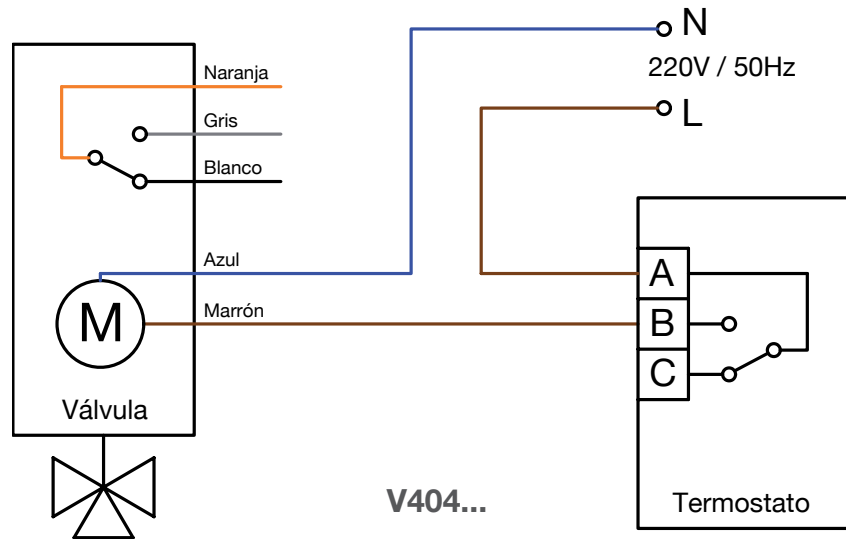 Naranja
Gris
Blanco
Azul
Marrón
M
Válvula
N
220V / 50Hz
L
A
B
C
Termostato
V404...